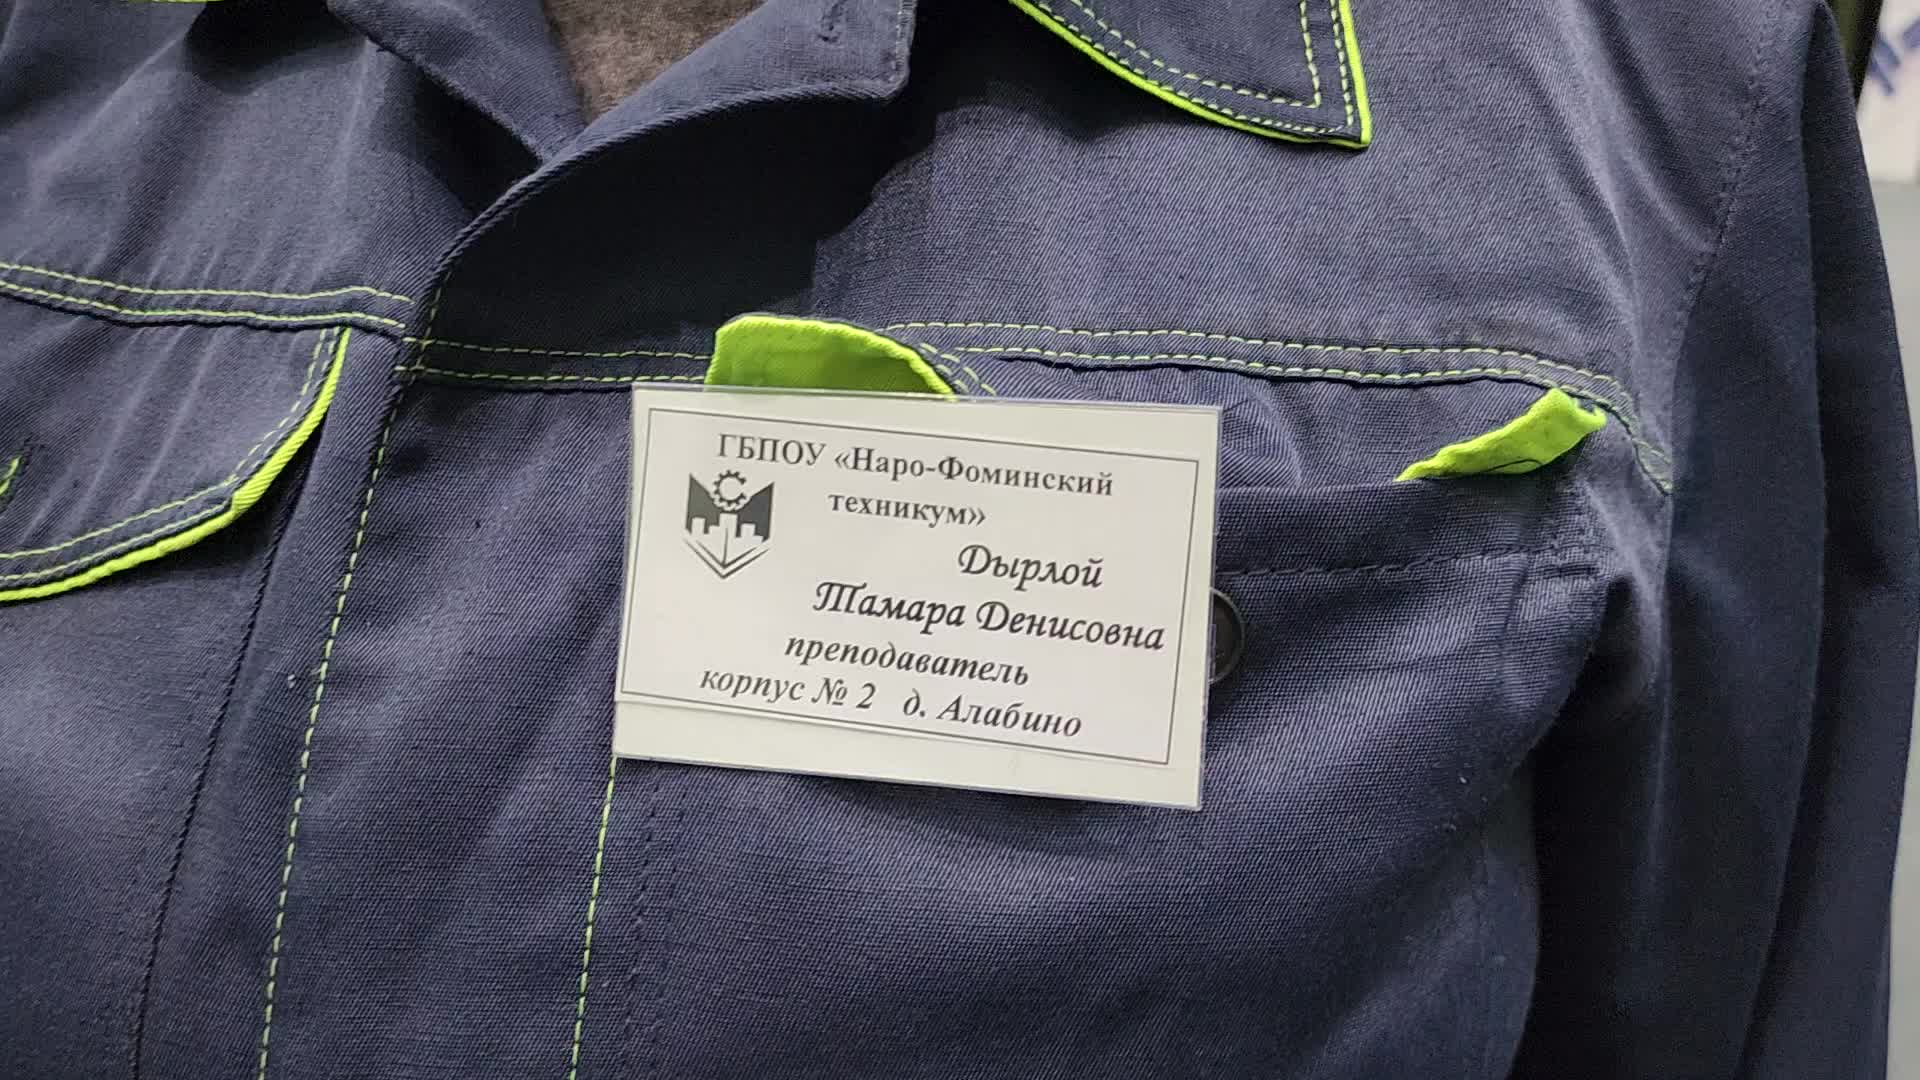 ГБПОУ «Наро-Фоминский
техникум»
Дырлой
Тамара Денисовна
преподаватель
корпус № 2 д. Алабино